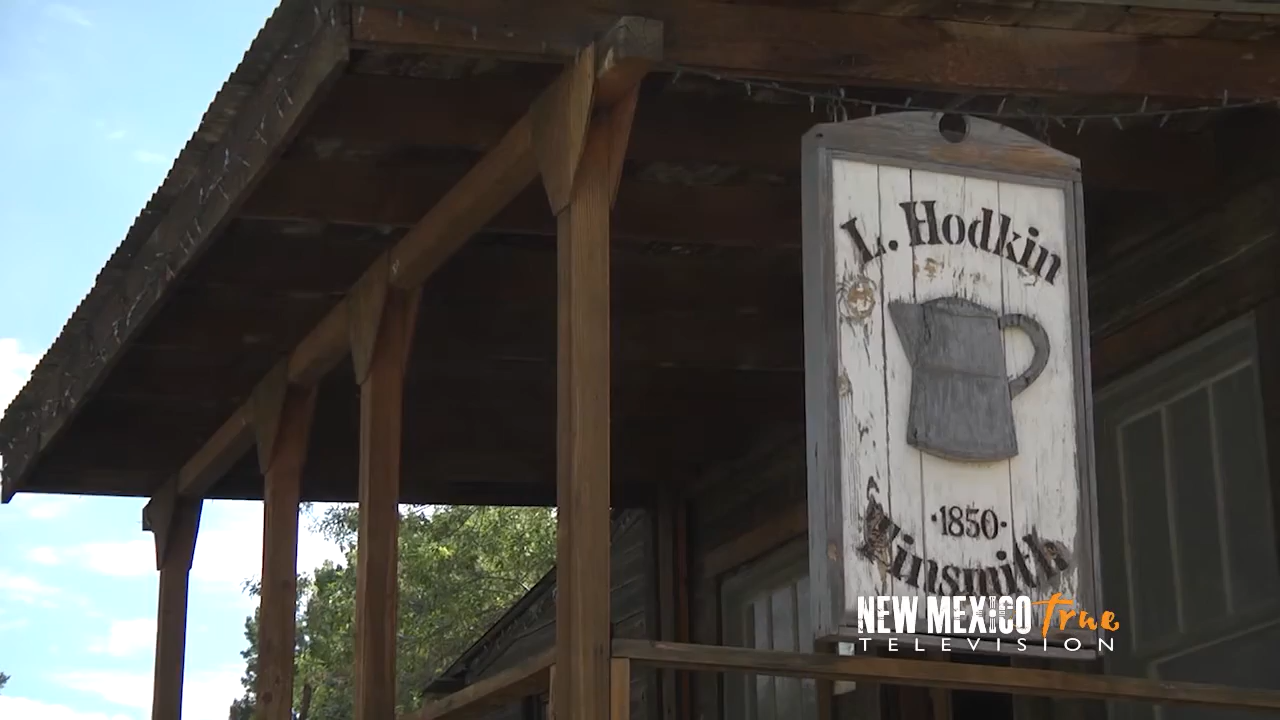 L. Hodkin
·1850·
Tinsmith
NEW MEXICO True
TELEVISION